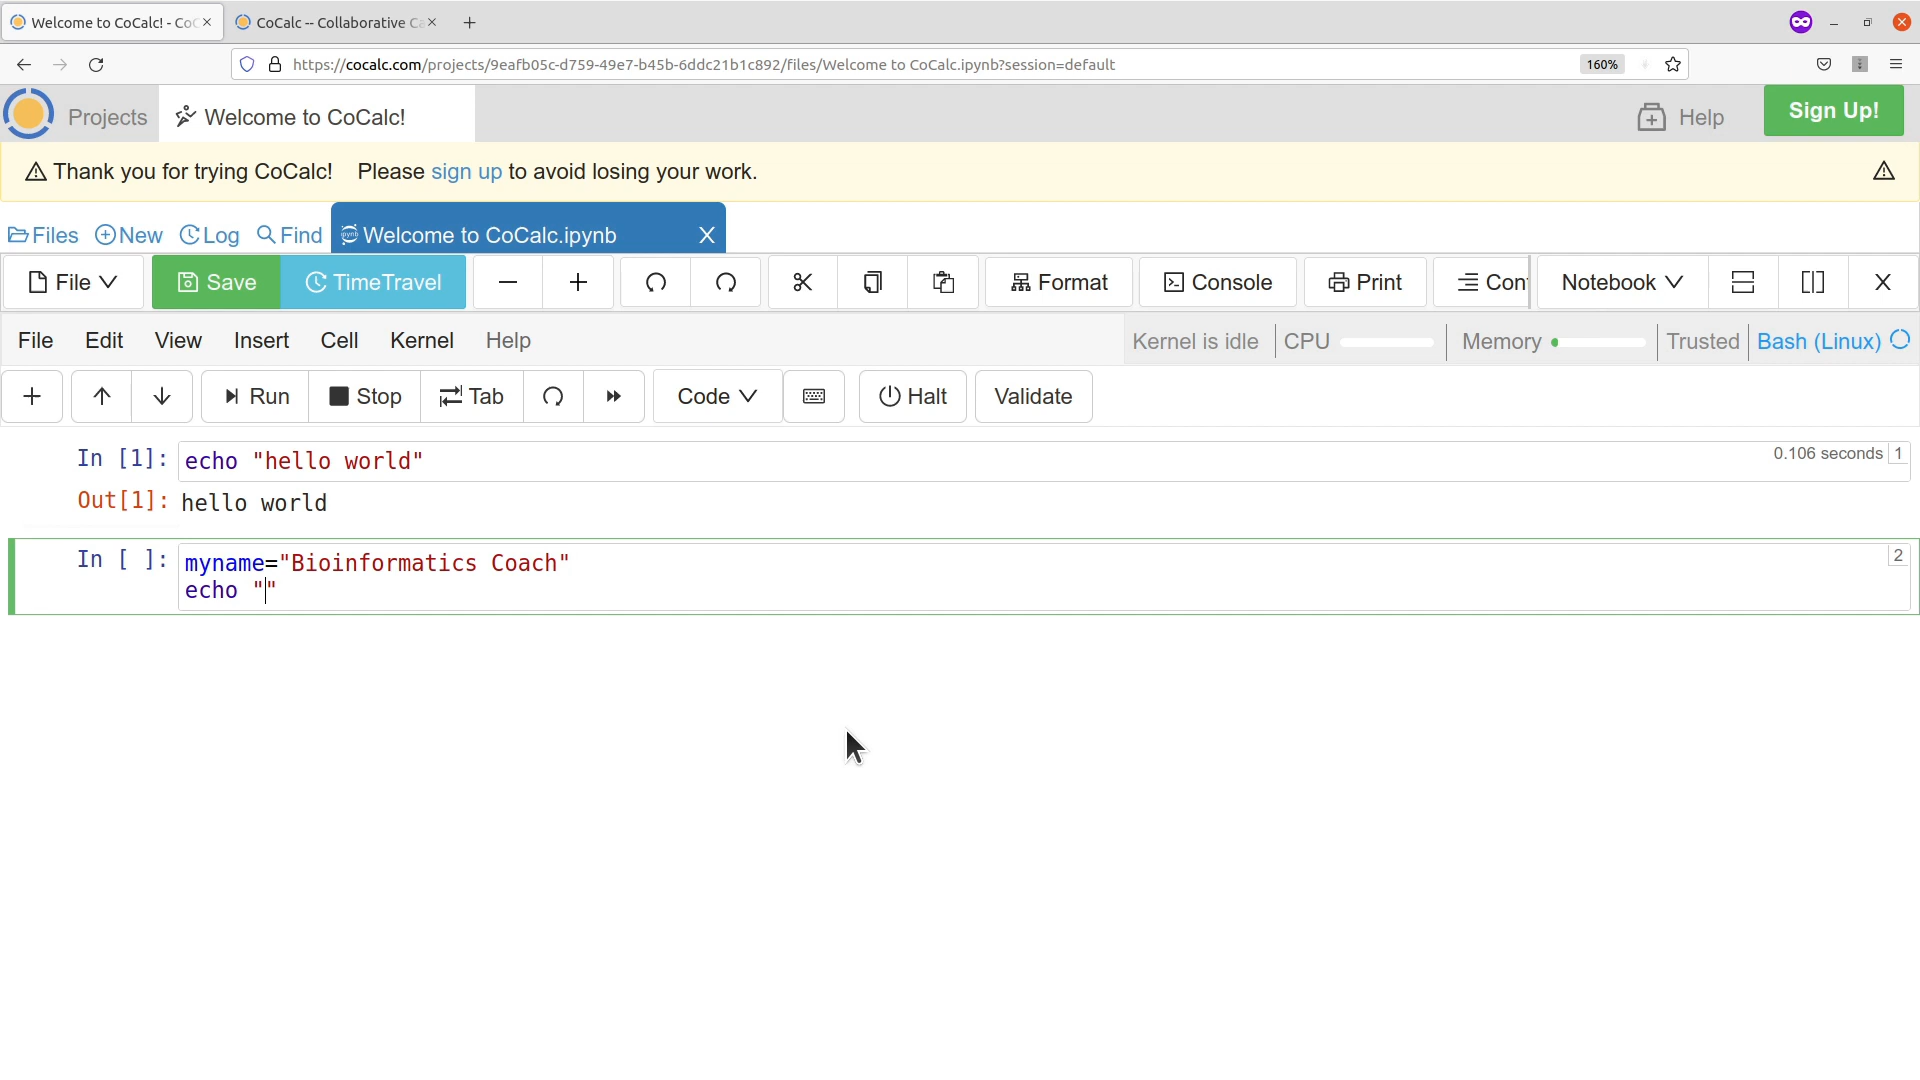 Welcome to CoCalc! - Co
CoCalc -- Collaborative C
https://cocalc.com/projects/9eafb05c-d759-49e7-b45b-6ddc21b1c892/files/Welcome to CoCalc.ipynb?session=default
160%
Projects
Welcome to CoCalc!
Help
Sign Up!
Thank you for trying CoCalc! Please sign up to avoid losing your work.
Files
New
Log
Find
Welcome to CoCalc.ipynb
File
Save
TimeTravel
Format
Console
Print
Con
Notebook
File
Edit
View
Insert
Cell
Kernel
Help
Kernel is idle
CPU
Memory
Trusted
Bash (Linux)
Run
Stop
Tab
Code
Halt
Validate
In [1]: echo "hello world"
0.106 seconds 1
Out[1]: hello world
In [ ]: myname="Bioinformatics Coach"
2
echo ""